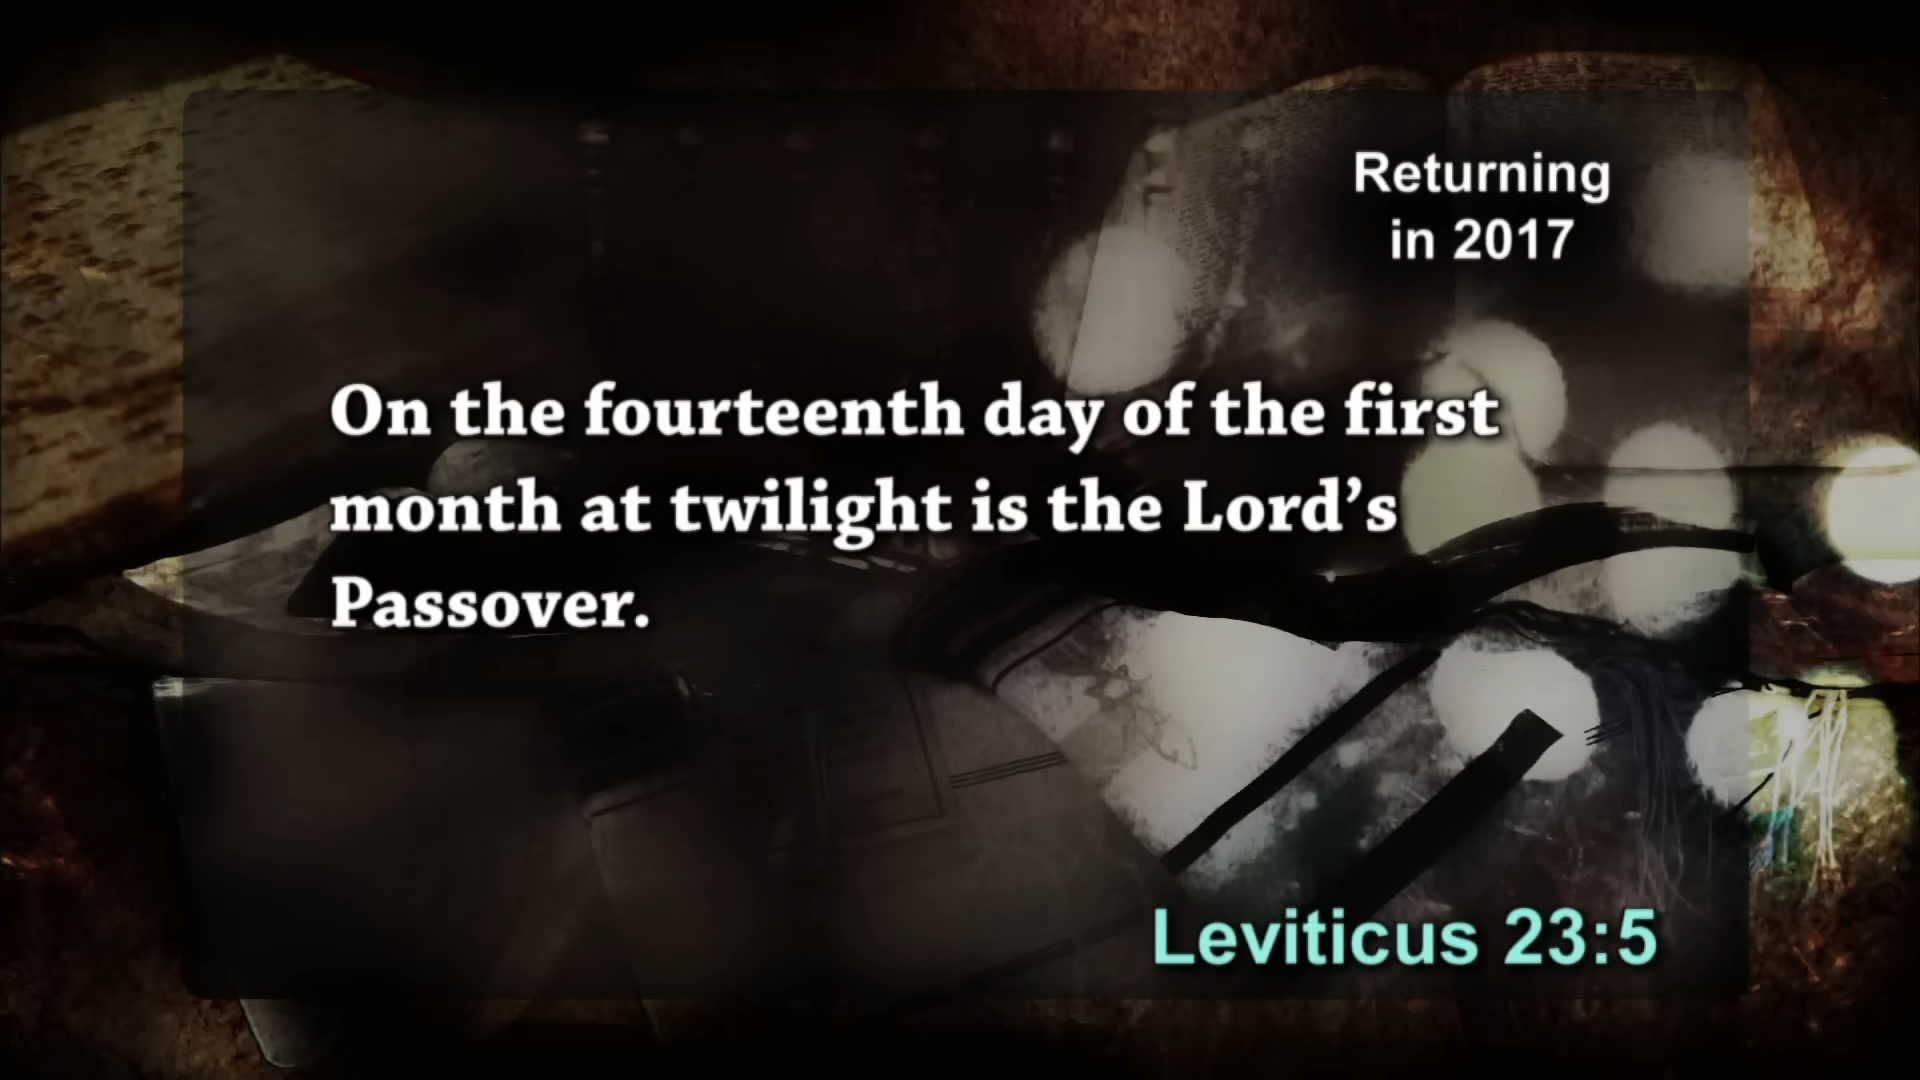 Returning
in 2017
On the fourteenth day of the first
month at twilight is the Lord’s
Passover.
Leviticus 23:5